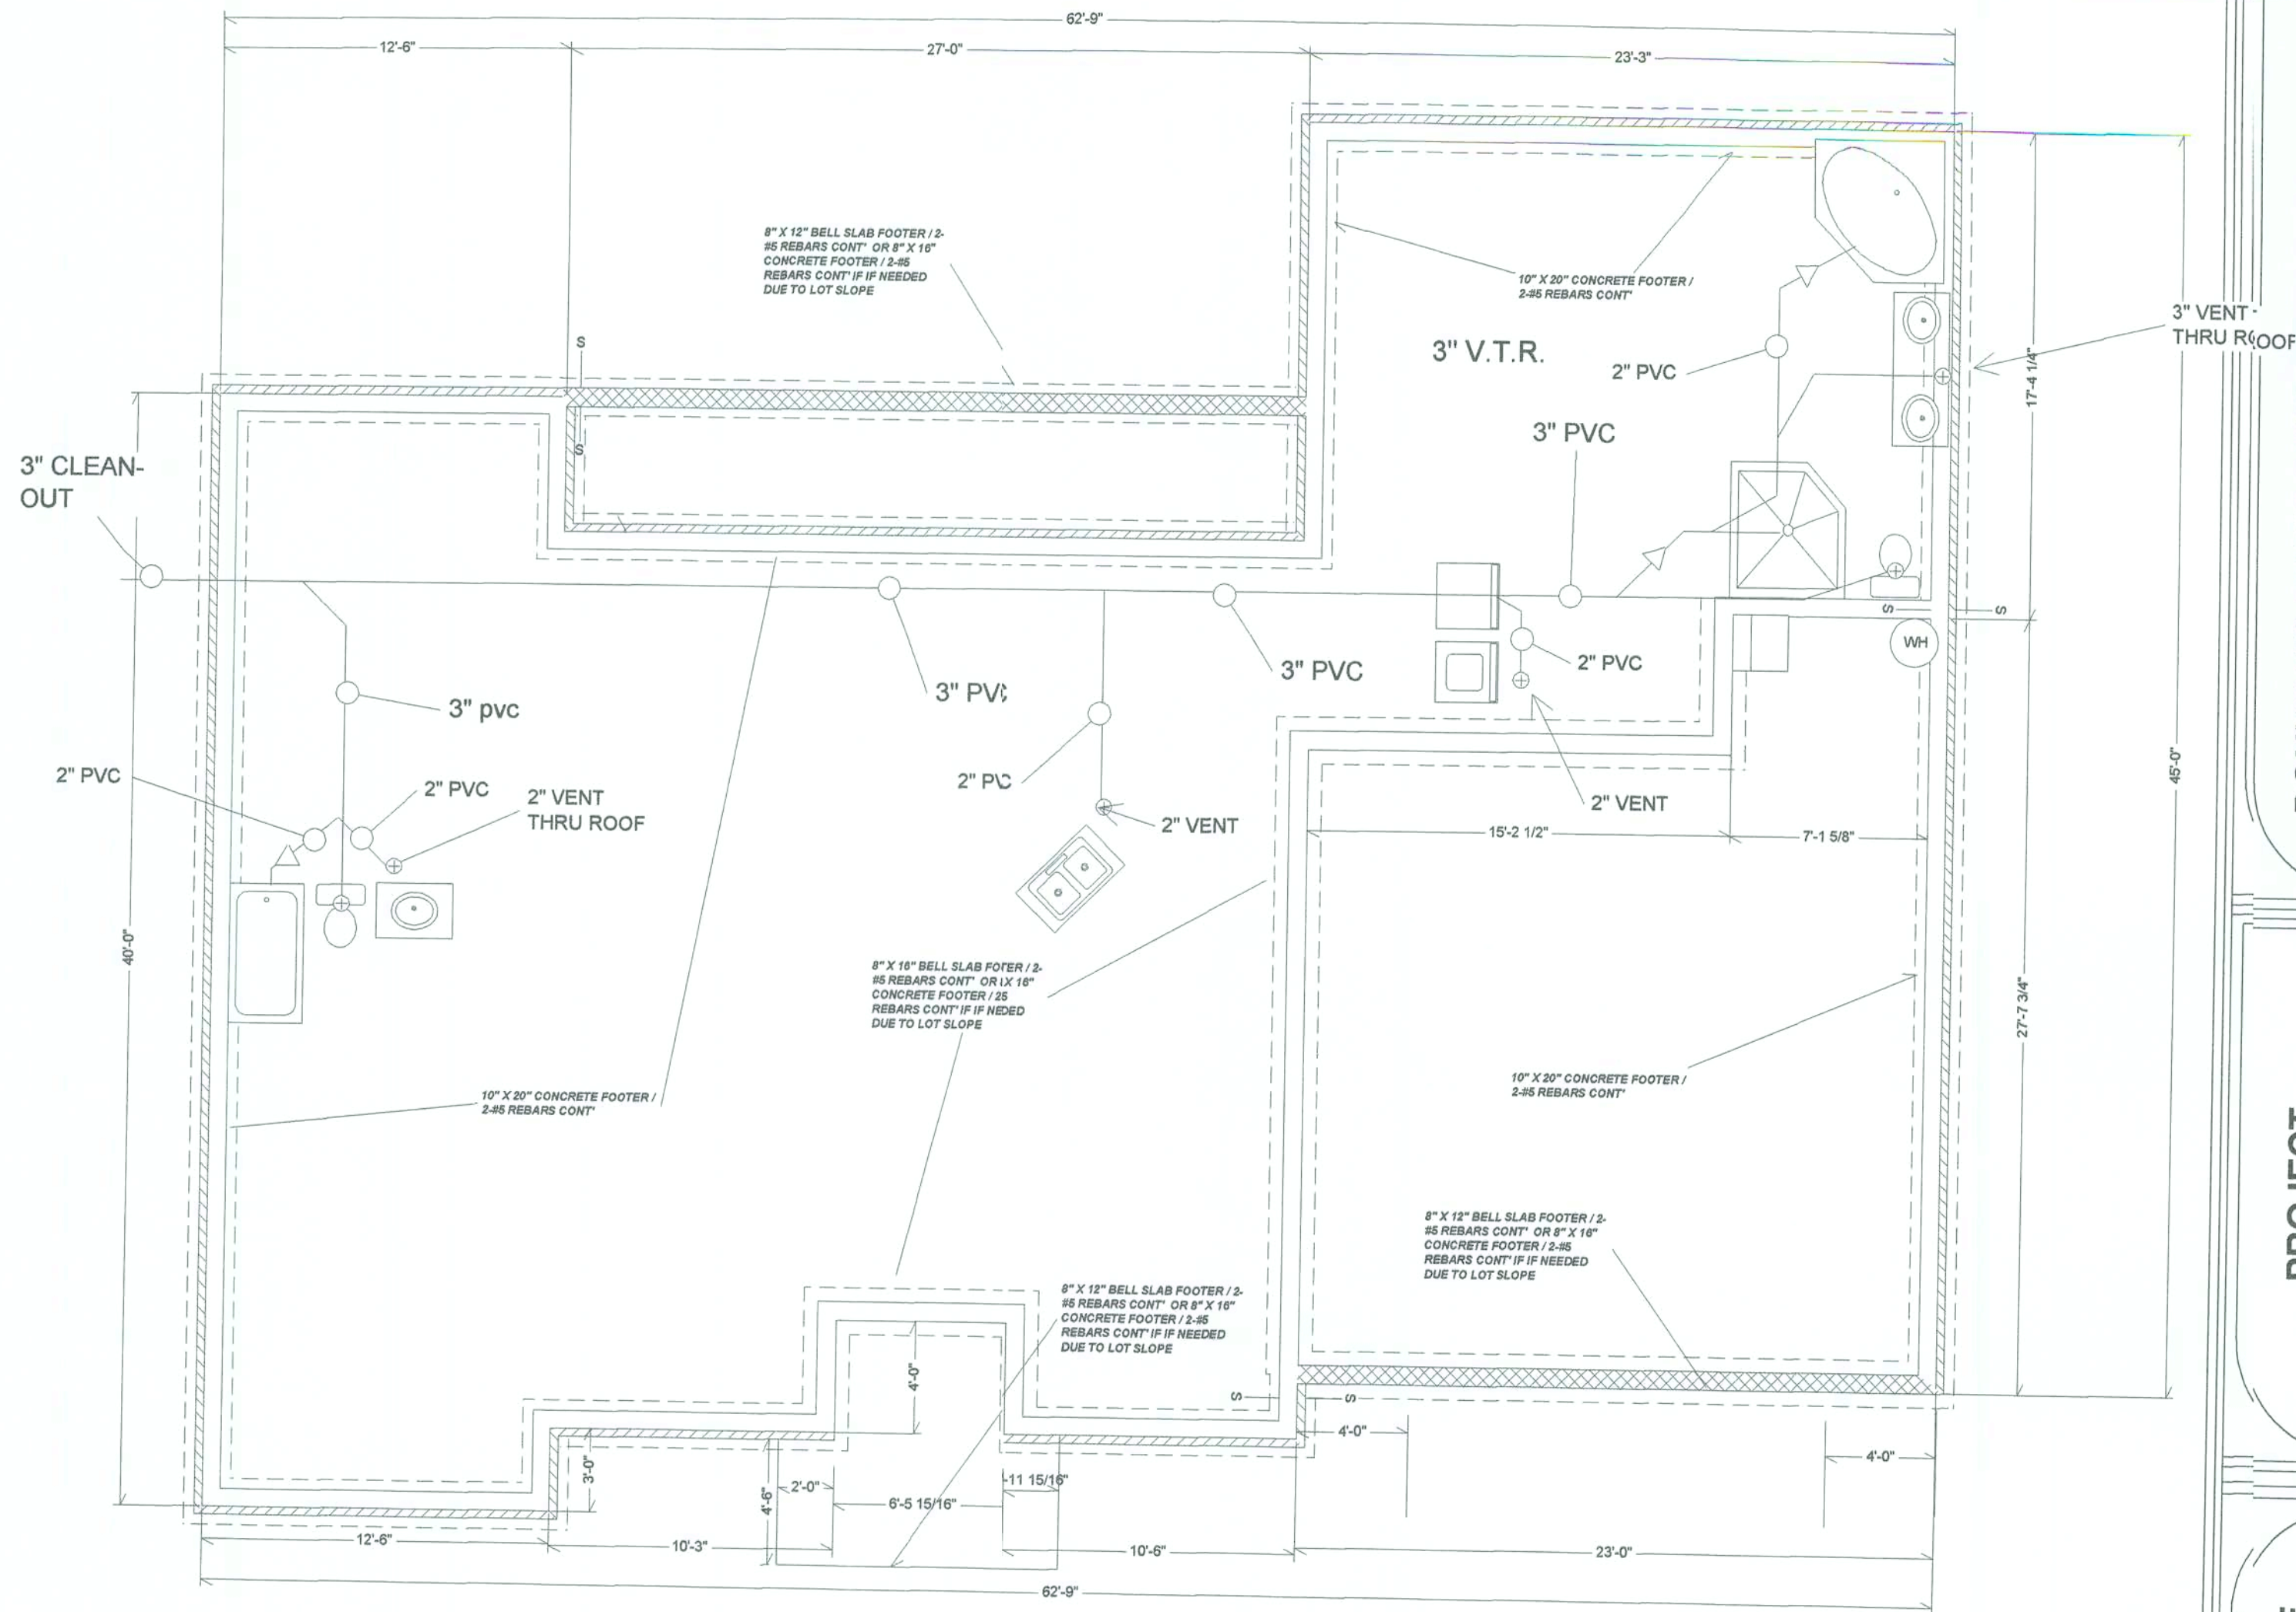 62'-9"
12'-6"
27'-0"
23'-3"
8" X 12" BELL SLAB FOOTER / 2-
#5 REBARS CONT' OR 8" X 16"
CONCRETE FOOTER / 2-#5
REBARS CONT' IF IF NEEDED
DUE TO LOT SLOPE
10" X 20" CONCRETE FOOTER /
2-#5 REBARS CONT'
3" VENT
THRU ROOF
S
3" V.T.R.
2" PVC
17'-4 1/4"
3" PVC
S
3" CLEAN-
OUT
S
S
WH
2" PVC
3" PVC
3" PV
3" pvc
2" PVC
2" PVC
2" VENT
THRU ROOF
2" P
2" VENT
2" VENT
15'-2 1/2"
7'-1 5/8"
45'-0"
40'-0"
27'-7 3/4"
8" X 16" BELL SLAB FOTER / 2-
#5 REBARS CONT' OR X 16"
CONCRETE FOOTER / 25
REBARS CONT' IF IF NEDED
DUE TO LOT SLOPE
10" X 20" CONCRETE FOOTER /
2-#5 REBARS CONT'
10" X 20" CONCRETE FOOTER /
2-#5 REBARS CONT'
8" X 12" BELL SLAB FOOTER / 2-
#5 REBARS CONT' OR 8" X 16"
CONCRETE FOOTER / 2-#5
REBARS CONT' IF IF NEEDED
DUE TO LOT SLOPE
8" X 12" BELL SLAB FOOTER / 2-
#5 REBARS CONT' OR 8" X 16"
CONCRETE FOOTER / 2-#5
REBARS CONT' IF IF NEEDED
DUE TO LOT SLOPE
4'-0"
S
S
4'-0"
4'-0"
3'-0"
4'-6"
2'-0"
6'-5 15/16"
-11 15/16"
12'-6"
10'-3"
10'-6"
23'-0"
62'-9"